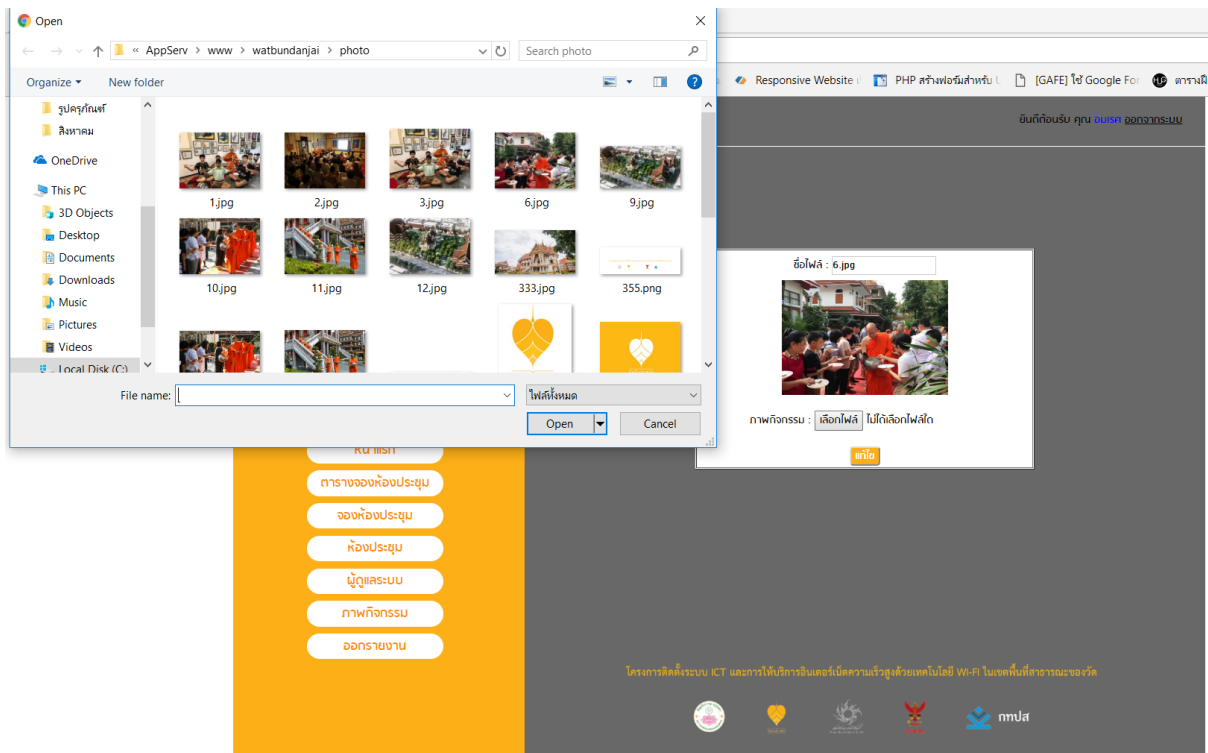 Open
« AppServ > www > watbundanjai > photo
Search photo
Organize
New folder
Responsive Website
PHP สร้างฟอร์มสำหรับ
[GAFE] ใช้ Google For
HUP
ยินดีต้อนรับ คุณ อมเรศ ออกจากระบบ
รูปครุภัณฑ์
สิงหาคม
OneDrive
This PC
3D Objects
Desktop
Documents
Downloads
Music
Pictures
Videos
Local Disk (C:)
1.jpg
2.jpg
3.jpg
6.jpg
9.jpg
10.jpg
11.jpg
12.jpg
333.jpg
355.png
File name:
ไฟล์ทั้งหมด
Open
Cancel
ชื่อไฟล์ : 6.jpg
ภาพกิจกรรม : เลือกไฟล์ ไม่ได้เลือกไฟล์ใด
แก้ไข
หน้าแรก
ตารางจองห้องประชุม
จองห้องประชุม
ห้องประชุม
ผู้ดูแลระบบ
ภาพกิจกรรม
ออกรายงาน
โครงการติดตั้งระบบ ICT และการให้บริการอินเตอร์เน็ตความเร็วสูงด้วยเทคโนโลยี WI-FI ในเขตพื้นที่สาธารณะของวัด
กทปส